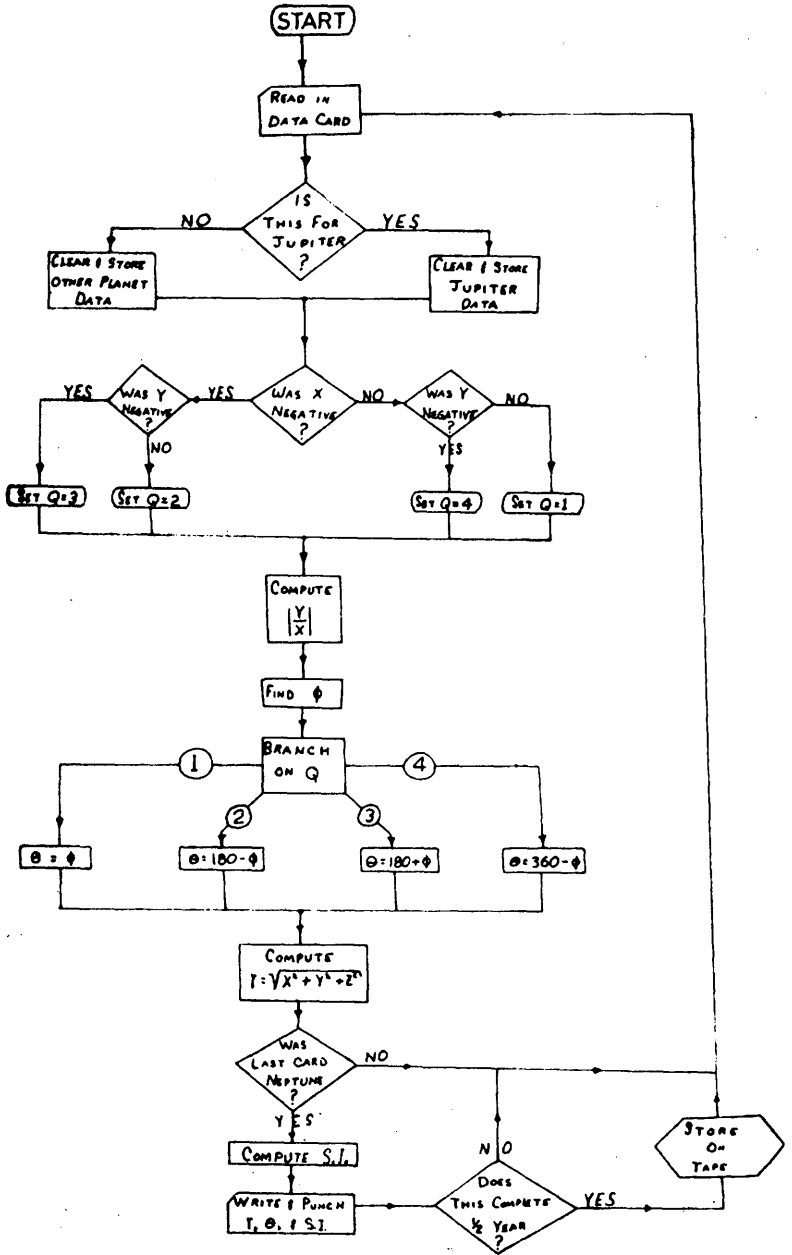 START
READ IN
DATA CARD
IS
THIS FOR
JUPITER
?
NO
YES
CLEAR & STORE
OTHER PLANET
DATA
CLEAR & STORE
JUPITER
DATA
YES
WAS Y
NEGATIVE
?
YES
WAS X
NEGATIVE
?
NO
WAS Y
NEGATIVE
?
NO
NO
YES
SET Q=3
SET Q=2
SET Q=4
SET Q=1
COMPUTE
|Y/X|
FIND ϕ
BRANCH
ON Q
1
4
2
3
θ = ϕ
θ=180-ϕ
θ=180+ϕ
θ=360-ϕ
COMPUTE
r=√X²+Y²+Z²
WAS
LAST CARD
NEPTUNE
?
NO
YES
COMPUTE S.I.
WRITE & PUNCH
r, θ, & S.I.
DOES
THIS COMPLETE
½ YEAR
?
NO
YES
STORE
ON
TAPE